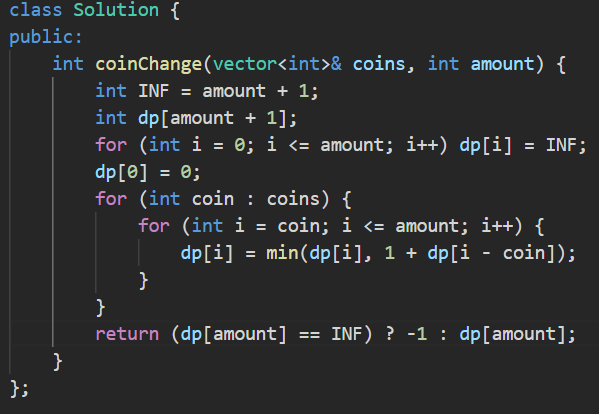 class Solution {
public:
    int coinChange(vector<int>& coins, int amount) {
        int INF = amount + 1;
        int dp[amount + 1];
        for (int i = 0; i <= amount; i++) dp[i] = INF;
        dp[0] = 0;
        for (int coin : coins) {
            for (int i = coin; i <= amount; i++) {
                dp[i] = min(dp[i], 1 + dp[i - coin]);
            }
        }
        return (dp[amount] == INF) ? -1 : dp[amount];
    }
};